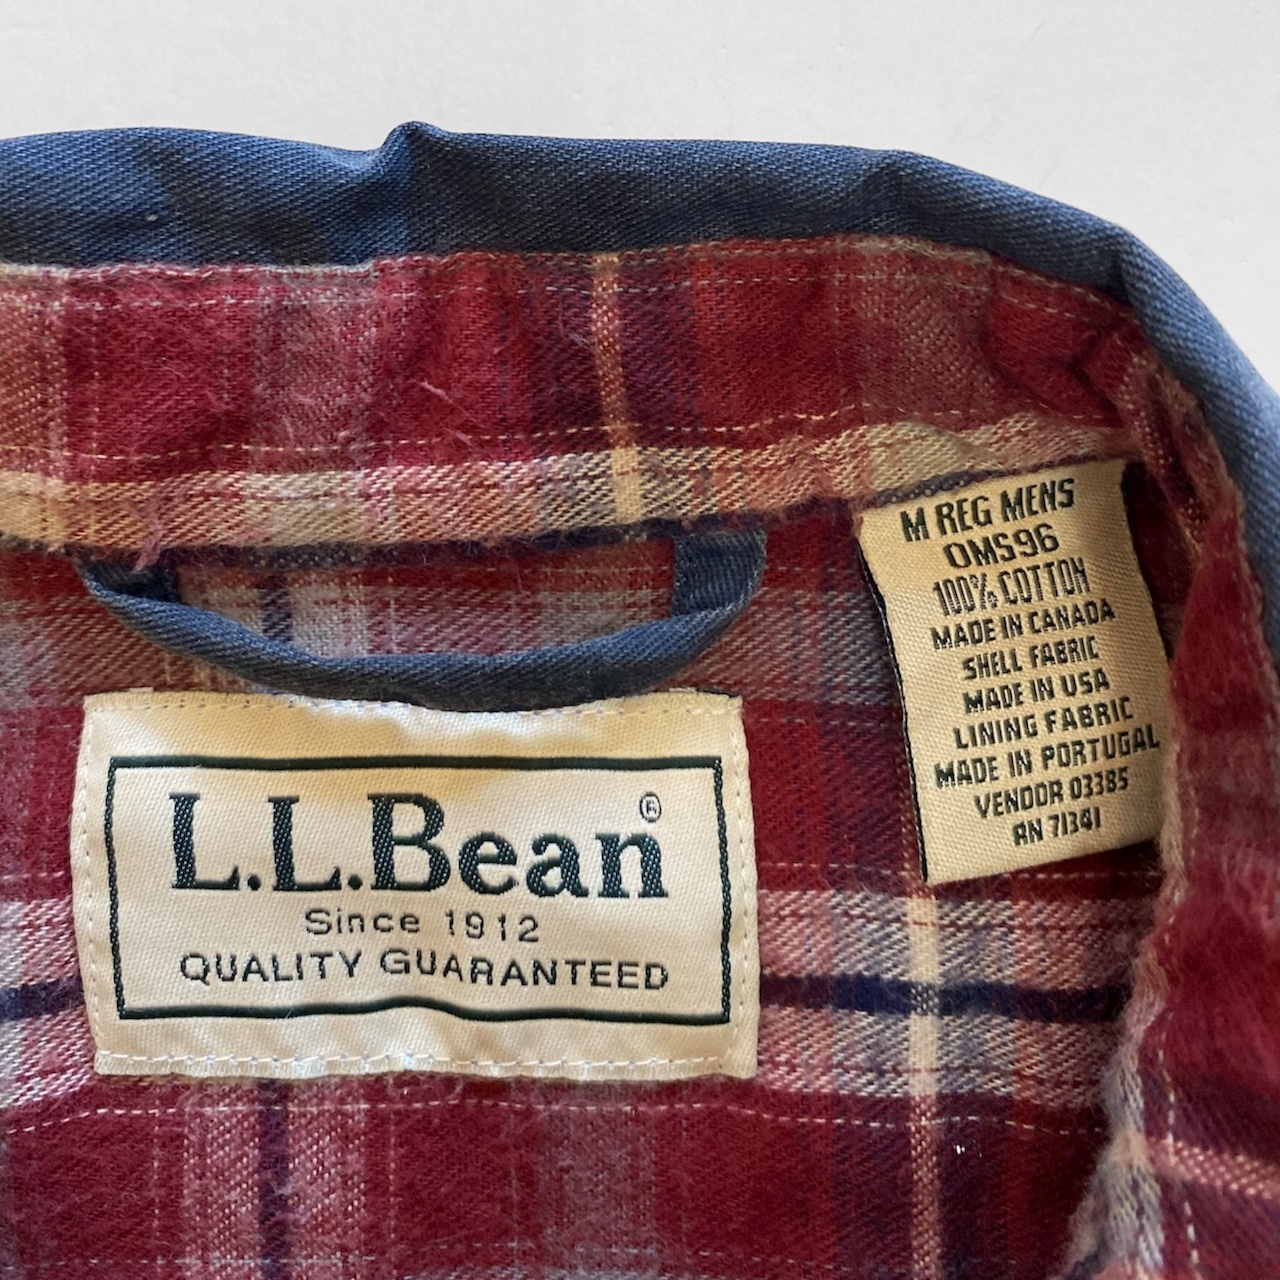 M REG MENS
OMS96
100% COTTON
MADE IN CANADA
SHELL FABRIC
MADE IN USA
LINING FABRIC
MADE IN PORTUGAL
VENDOR 03385
RN 71341
L.L.Bean®
Since 1912
QUALITY GUARANTEED